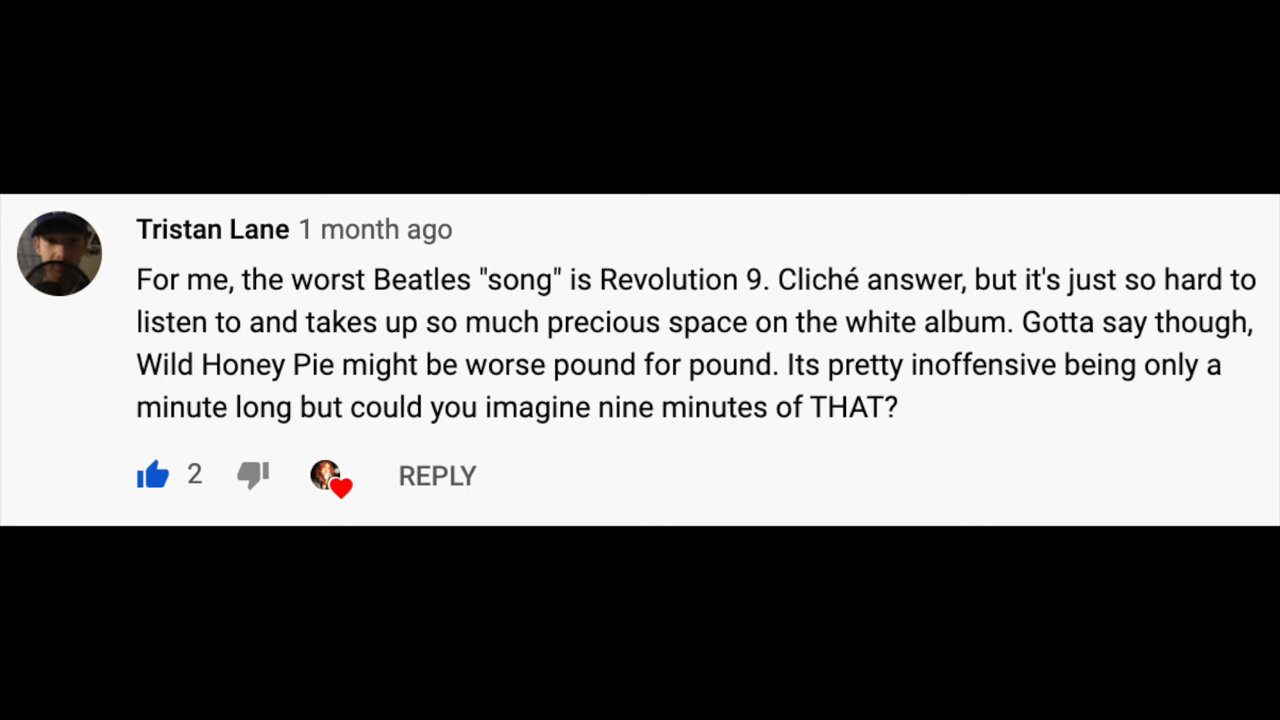 Tristan Lane 1 month ago
For me, the worst Beatles "song" is Revolution 9. Cliché answer, but it's just so hard to
listen to and takes up so much precious space on the white album. Gotta say though,
Wild Honey Pie might be worse pound for pound. Its pretty inoffensive being only a
minute long but could you imagine nine minutes of THAT?
2 REPLY